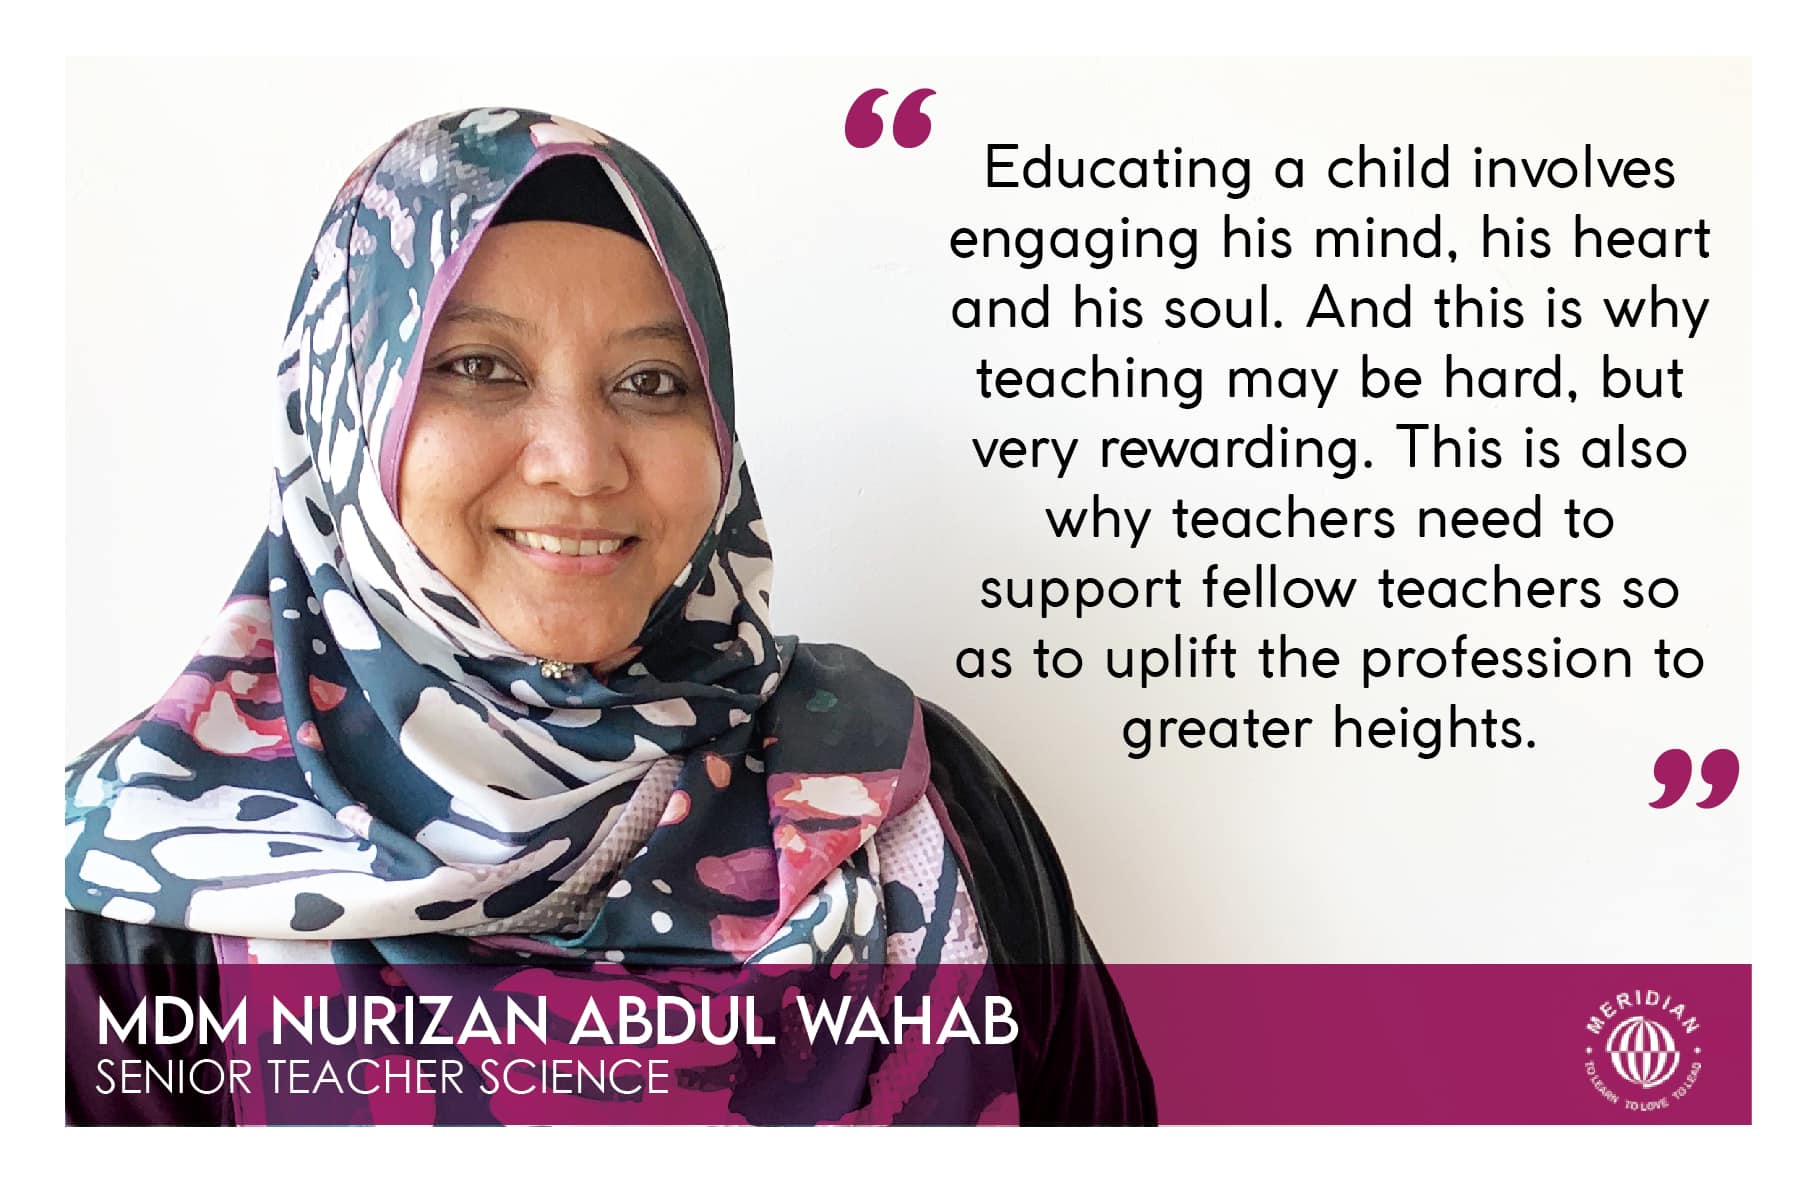 “
Educating a child involves
engaging his mind, his heart
and his soul. And this is why
teaching may be hard, but
very rewarding. This is also
why teachers need to
support fellow teachers so
as to uplift the profession to
greater heights.
”
MDM NURIZAN ABDUL WAHAB
SENIOR TEACHER SCIENCE
MERIDIAN
• TO LEARN TO LOVE TO LEAD •